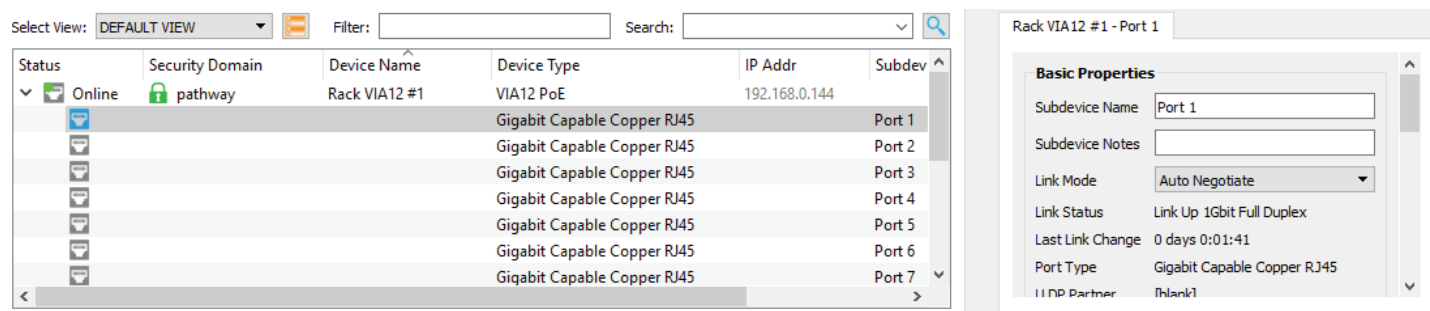 Select View: DEFAULT VIEW Filter: Search:
Status Security Domain Device Name Device Type IP Addr Subdev
Online pathway Rack VIA12 #1 VIA12 PoE 192.168.0.144
Gigabit Capable Copper RJ45 Port 1
Gigabit Capable Copper RJ45 Port 2
Gigabit Capable Copper RJ45 Port 3
Gigabit Capable Copper RJ45 Port 4
Gigabit Capable Copper RJ45 Port 5
Gigabit Capable Copper RJ45 Port 6
Gigabit Capable Copper RJ45 Port 7
Rack VIA12 #1 - Port 1
Basic Properties
Subdevice Name Port 1
Subdevice Notes
Link Mode Auto Negotiate
Link Status Link Up 1Gbit Full Duplex
Last Link Change 0 days 0:01:41
Port Type Gigabit Capable Copper RJ45
LLDP Partner [blank]